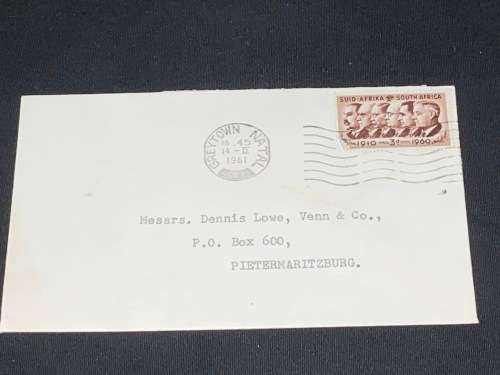 SUID-AFRIKA SOUTH AFRICA
1910 3d 1960
GREYTOWN NATAL
16.45
14-II
1961
Messrs. Dennis Lowe, Venn & Co.,
P.O. Box 600,
PIETERMARITZBURG.